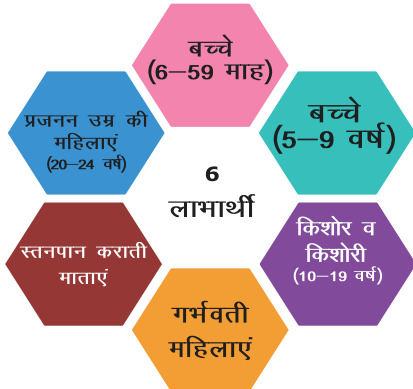 बच्चे
(6–59 माह)
बच्चे
(5–9 वर्ष)
किशोर व
किशोरी
(10–19 वर्ष)
गर्भवती
महिलाएं
स्तनपान कराती
माताएं
प्रजनन उम्र की
महिलाएं
(20–24 वर्ष)
6
लाभार्थी